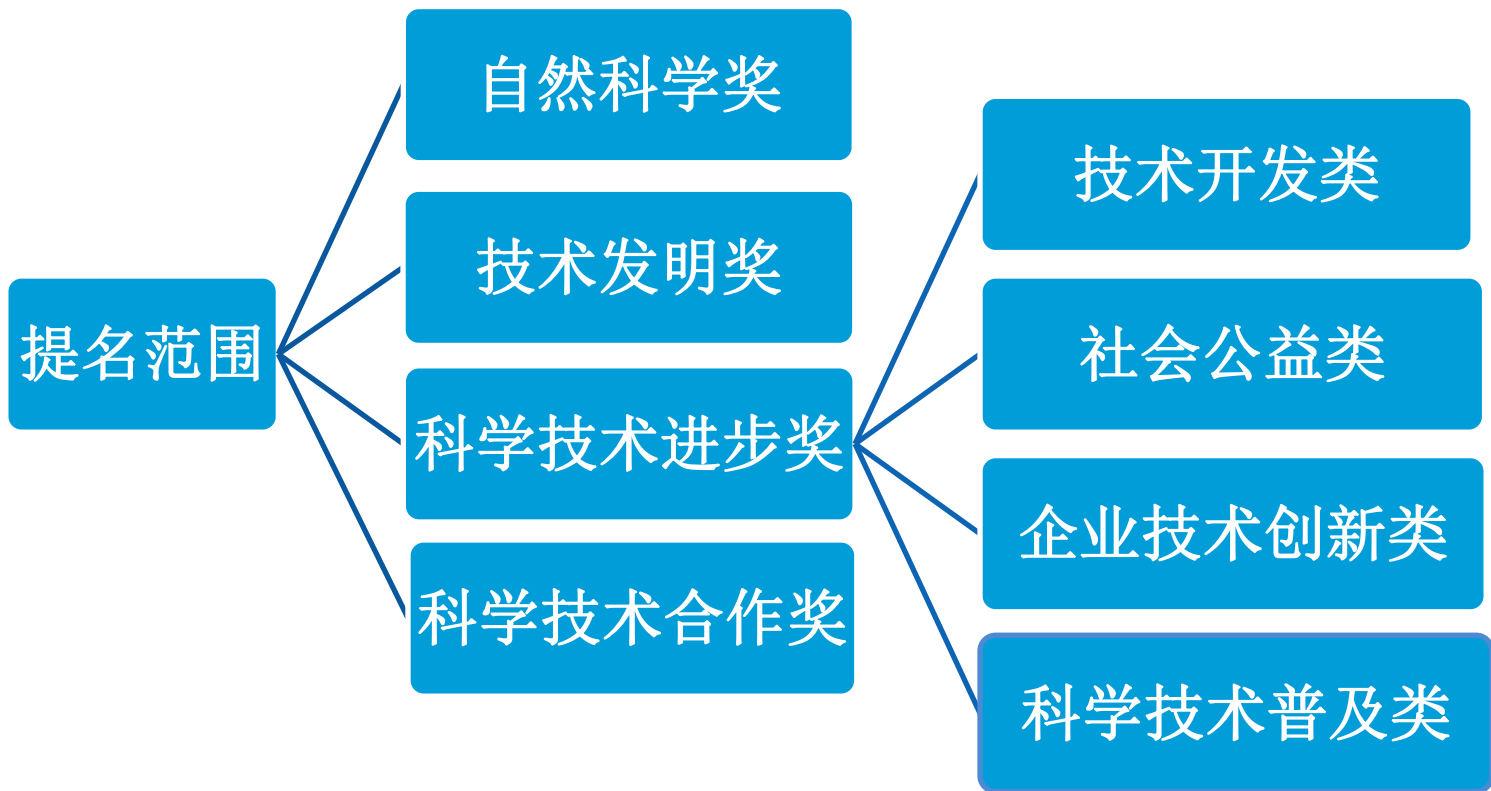 提名范围
自然科学奖
技术发明奖
科学技术进步奖
科学技术合作奖
技术开发类
社会公益类
企业技术创新类
科学技术普及类